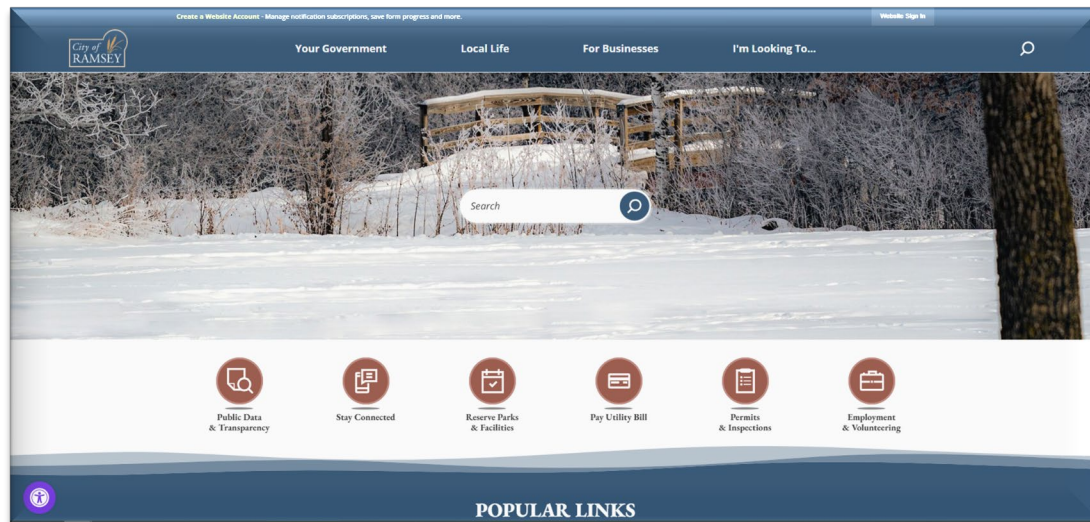 Create a Website Account - Manage notification subscriptions, save form progress and more.
Website Sign In
City of
RAMSEY
Your Government
Local Life
For Businesses
I'm Looking To...
Search
Public Data
& Transparency
Stay Connected
Reserve Parks
& Facilities
Pay Utility Bill
Permits
& Inspections
Employment
& Volunteering
POPULAR LINKS